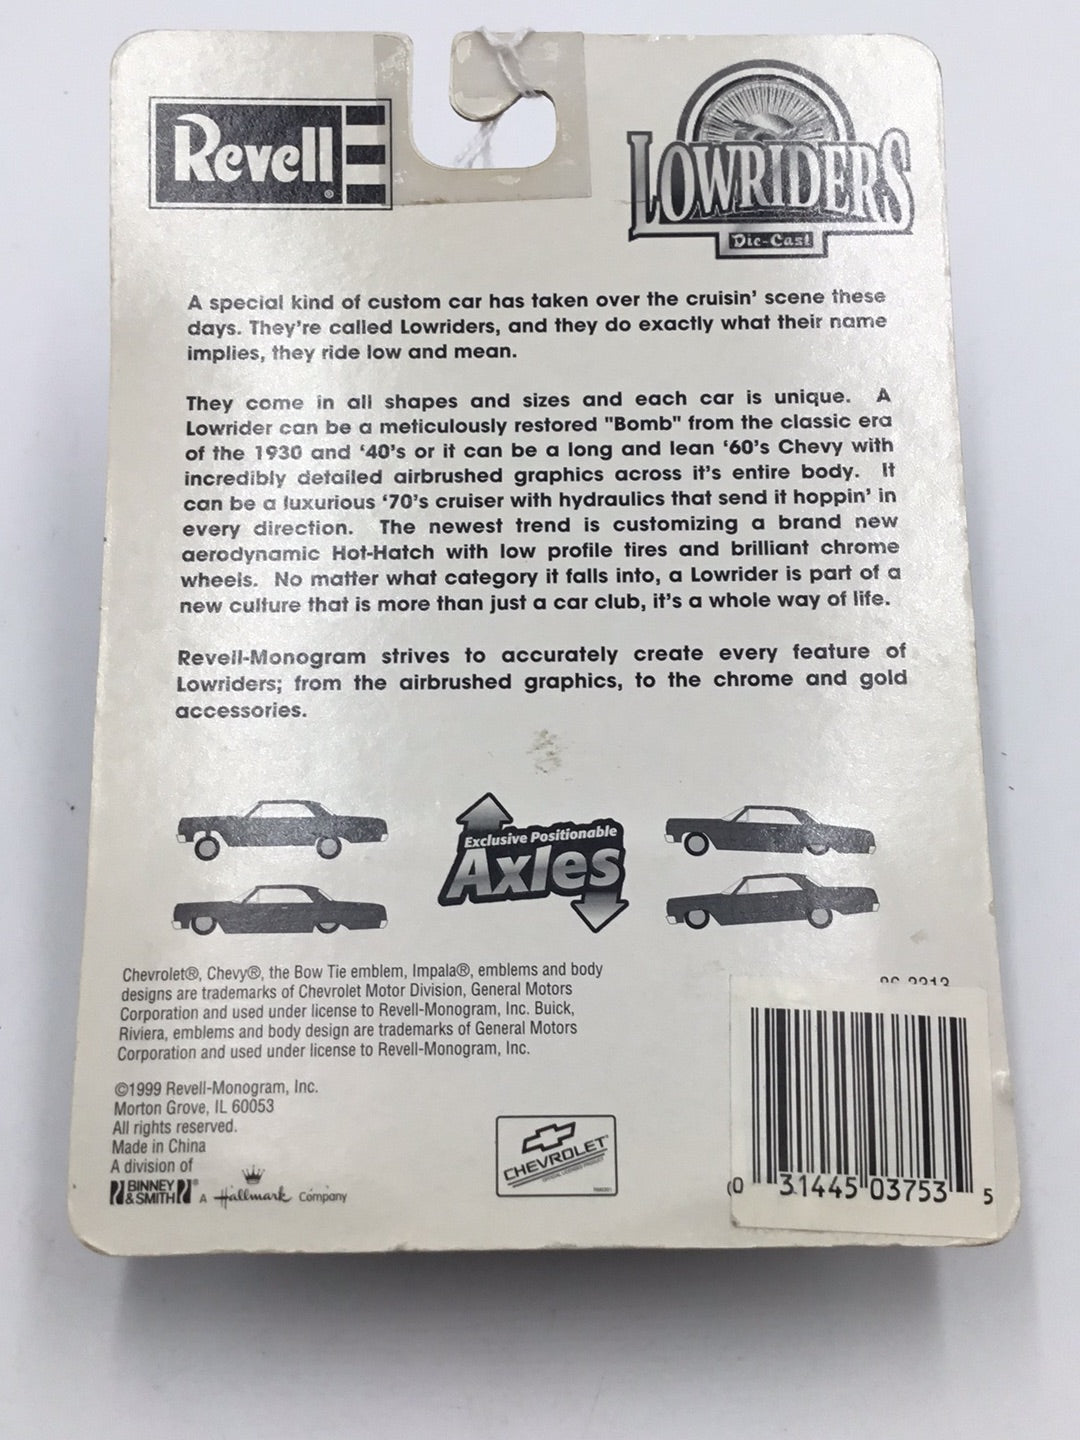 Revell®
LOWRIDERS
Die-Cast
A special kind of custom car has taken over the cruisin' scene these
days. They're called Lowriders, and they do exactly what their name
implies, they ride low and mean.
They come in all shapes and sizes and each car is unique. A
Lowrider can be a meticulously restored "Bomb" from the classic era
of the 1930 and '40's or it can be a long and lean '60's Chevy with
incredibly detailed airbrushed graphics across it's entire body. It
can be a luxurious '70's cruiser with hydraulics that send it hoppin' in
every direction. The newest trend is customizing a brand new
aerodynamic Hot-Hatch with low profile tires and brilliant chrome
wheels. No matter what category it falls into, a Lowrider is part of a
new culture that is more than just a car club, it's a whole way of life.
Revell-Monogram strives to accurately create every feature of
Lowriders; from the airbrushed graphics, to the chrome and gold
accessories.
Exclusive Positionable
Axles
Chevrolet®, Chevy®, the Bow Tie emblem, Impala®, emblems and body
designs are trademarks of Chevrolet Motor Division, General Motors
Corporation and used under license to Revell-Monogram, Inc. Buick,
Riviera, emblems and body design are trademarks of General Motors
Corporation and used under license to Revell-Monogram, Inc.
©1999 Revell-Monogram, Inc.
Morton Grove, IL 60053
All rights reserved.
Made in China
A division of
BINNEY & SMITH® A Hallmark Company
CHEVROLET
0 31445 03753 5